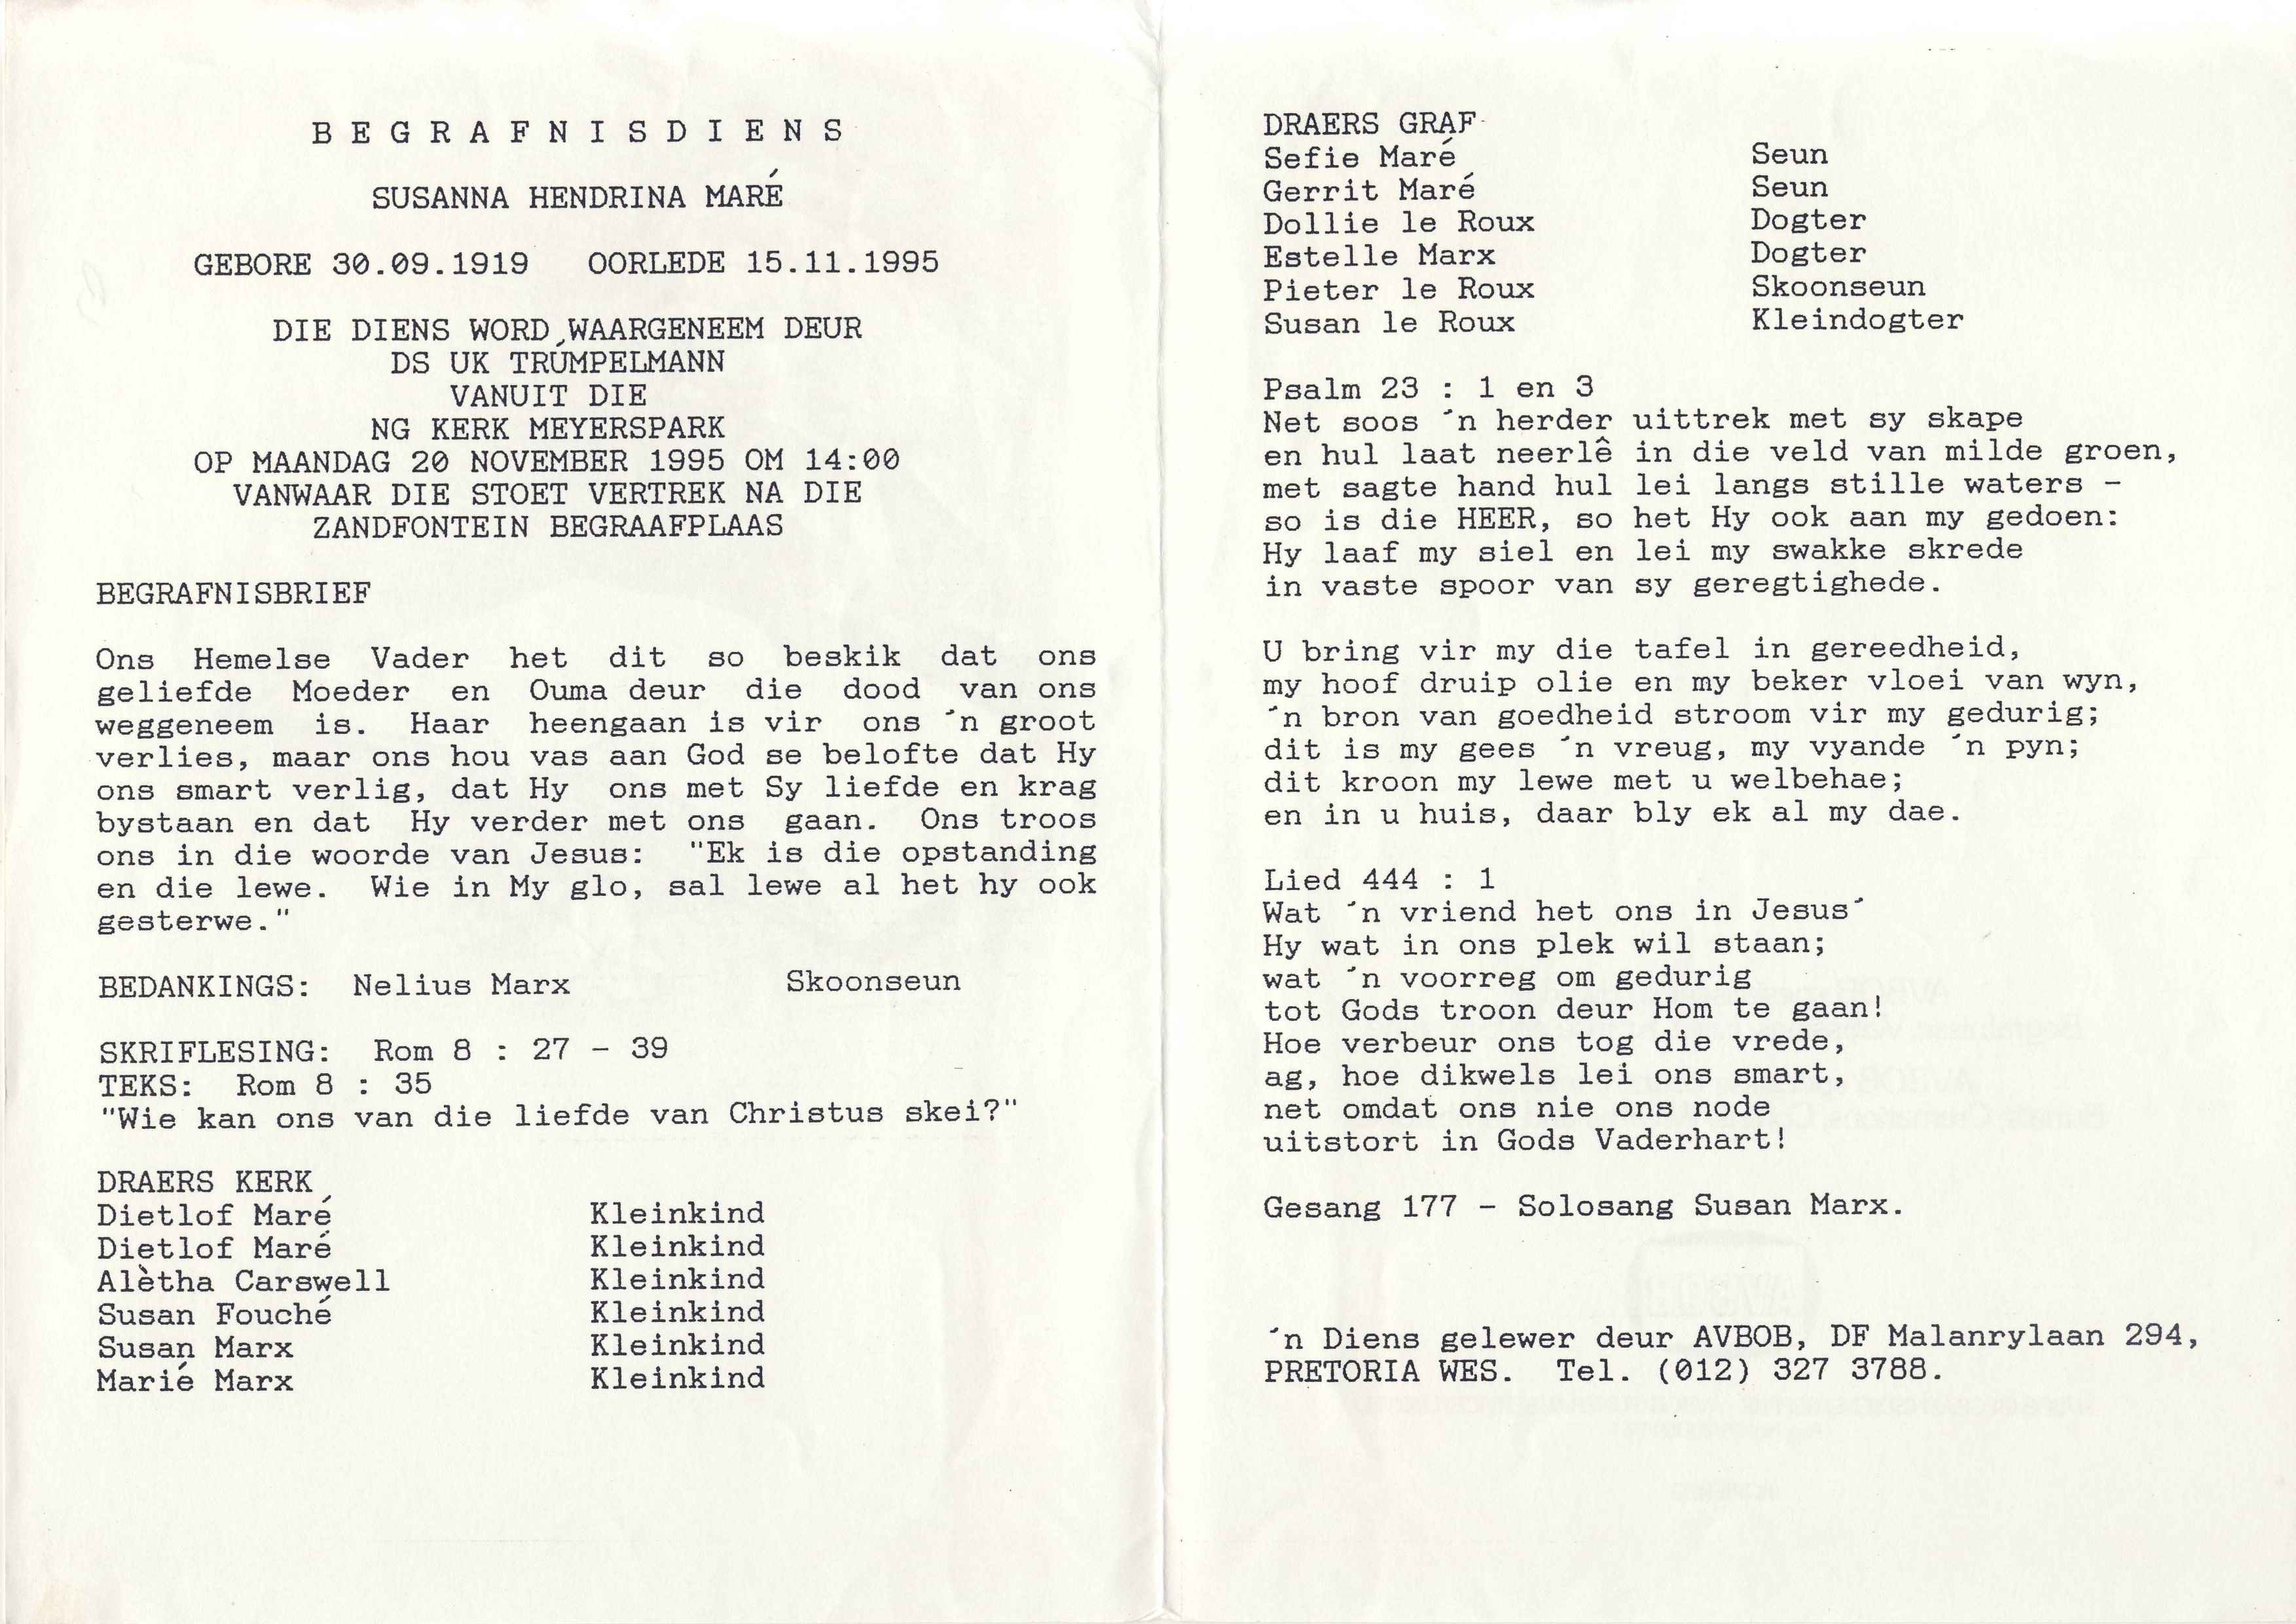 B E G R A F N I S D I E N S
SUSANNA HENDRINA MARÉ
GEBORE 30.09.1919 OORLEDE 15.11.1995
DIE DIENS WORD WAARGENEEM DEUR
DS UK TRÚMPELMANN
VANUIT DIE
NG KERK MEYERSPARK
OP MAANDAG 20 NOVEMBER 1995 OM 14:00
VANWAAR DIE STOET VERTREK NA DIE
ZANDFONTEIN BEGRAAFPLAAS
BEGRAFNISBRIEF
Ons Hemelse Vader het dit so beskik dat ons
geliefde Moeder en Ouma deur die dood van ons
weggeneem is. Haar heengaan is vir ons ´n groot
verlies, maar ons hou vas aan God se belofte dat Hy
ons smart verlig, dat Hy ons met Sy liefde en krag
bystaan en dat Hy verder met ons gaan. Ons troos
ons in die woorde van Jesus: "Ek is die opstanding
en die lewe. Wie in My glo, sal lewe al het hy ook
gesterwe."
BEDANKINGS: Nelius Marx Skoonseun
SKRIFLESING: Rom 8 : 27 - 39
TEKS: Rom 8 : 35
"Wie kan ons van die liefde van Christus skei?"
DRAERS KERK
Dietlof Maré Kleinkind
Dietlof Maré Kleinkind
Alètha Carswell Kleinkind
Susan Fouché Kleinkind
Susan Marx Kleinkind
Marié Marx Kleinkind
DRAERS GRAF
Sefie Maré Seun
Gerrit Maré Seun
Dollie le Roux Dogter
Estelle Marx Dogter
Pieter le Roux Skoonseun
Susan le Roux Kleindogter
Psalm 23 : 1 en 3
Net soos ´n herder uittrek met sy skape
en hul laat neerlê in die veld van milde groen,
met sagte hand hul lei langs stille waters -
so is die HEER, so het Hy ook aan my gedoen:
Hy laaf my siel en lei my swakke skrede
in vaste spoor van sy geregtighede.
U bring vir my die tafel in gereedheid,
my hoof druip olie en my beker vloei van wyn,
´n bron van goedheid stroom vir my gedurig;
dit is my gees ´n vreug, my vyande ´n pyn;
dit kroon my lewe met u welbehae;
en in u huis, daar bly ek al my dae.
Lied 444 : 1
Wat ´n vriend het ons in Jesus´
Hy wat in ons plek wil staan;
wat ´n voorreg om gedurig
tot Gods troon deur Hom te gaan!
Hoe verbeur ons tog die vrede,
ag, hoe dikwels lei ons smart,
net omdat ons nie ons node
uitstort in Gods Vaderhart!
Gesang 177 - Solosang Susan Marx.
´n Diens gelewer deur AVBOB, DF Malanrylaan 294,
PRETORIA WES. Tel. (012) 327 3788.